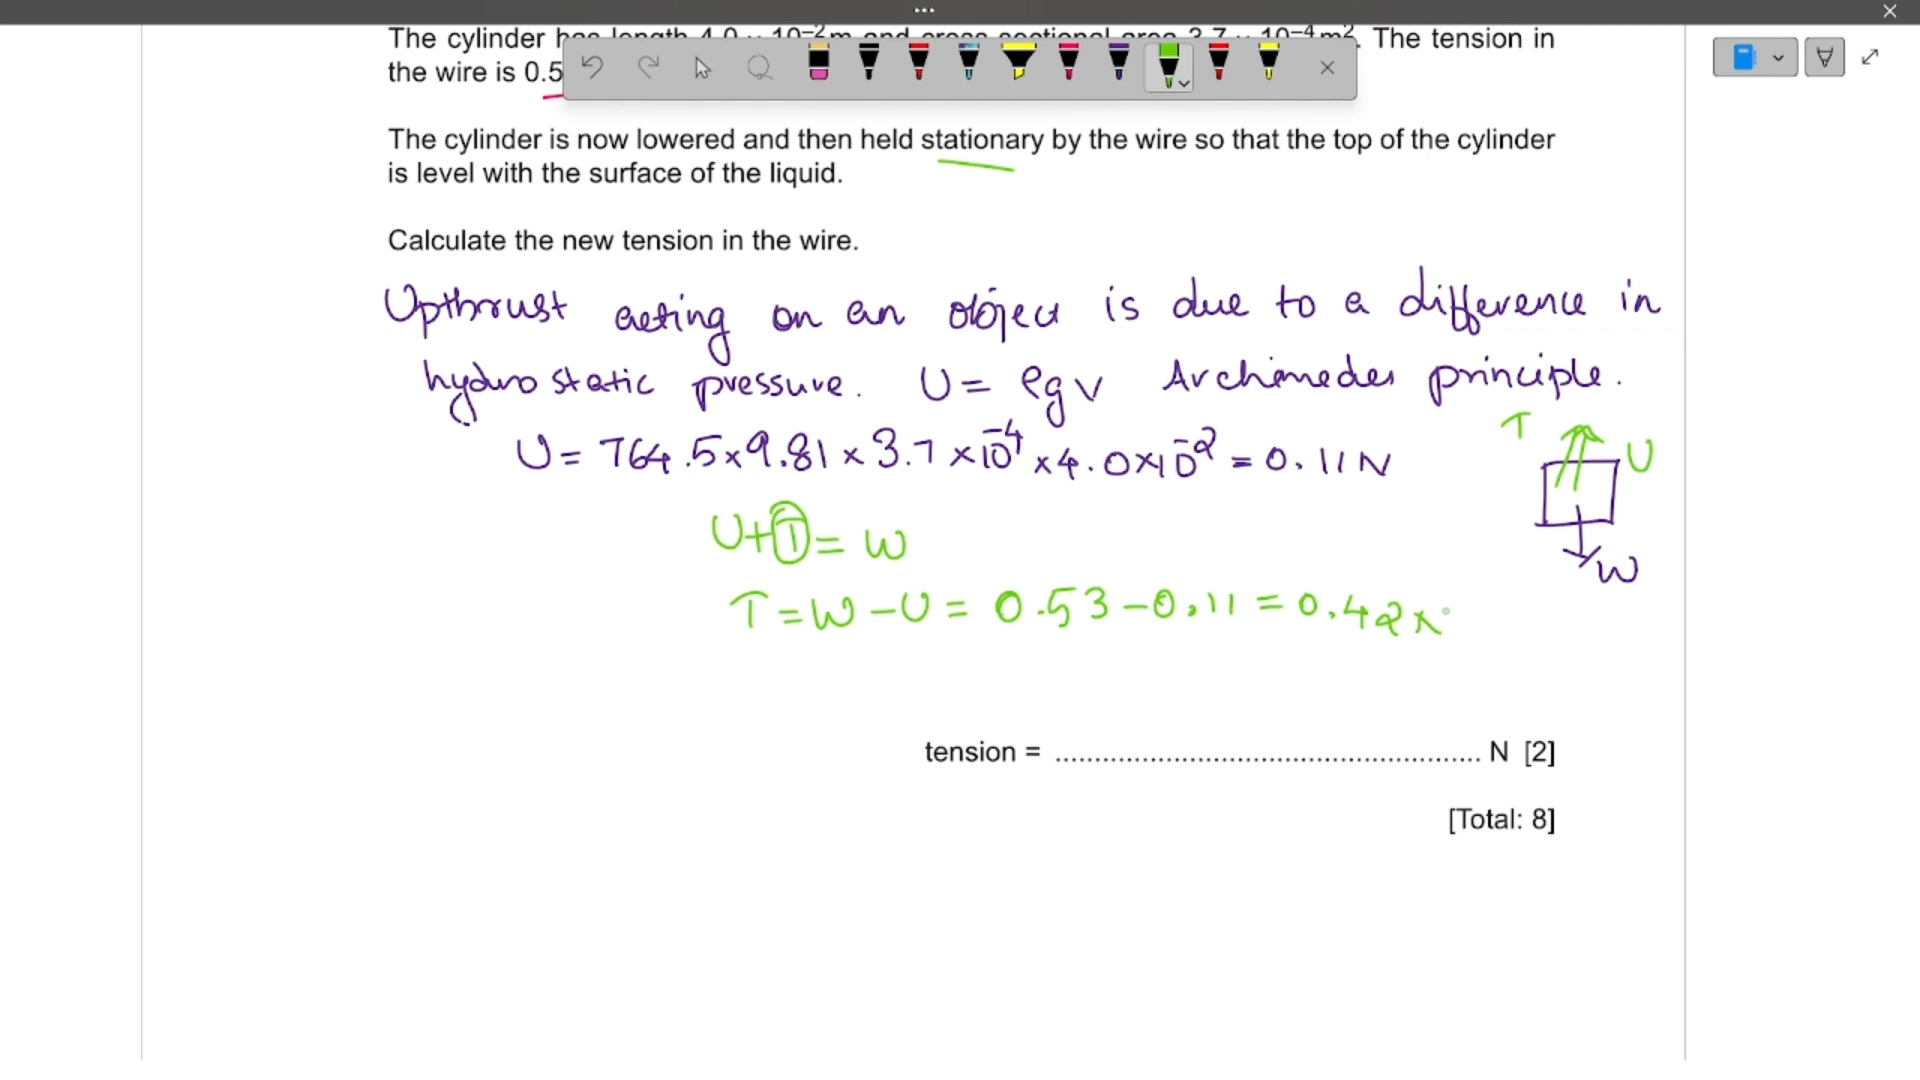 The cylinder has length 4.0 × 10⁻² m and cross-sectional area 3.7 × 10⁻⁴ m². The tension in
the wire is 0.5
The cylinder is now lowered and then held stationary by the wire so that the top of the cylinder
is level with the surface of the liquid.
Calculate the new tension in the wire.
Upthrust acting on an object is due to a difference in
hydrostatic pressure. U = ρgv Archimedes principle.
U = 764.5 × 9.81 × 3.7 × 10⁻⁴ × 4.0 × 10⁻² = 0.11 N
T
U
W
U + T = W
T = W - U = 0.53 - 0.11 = 0.42
tension = ........................................................ N [2]
[Total: 8]